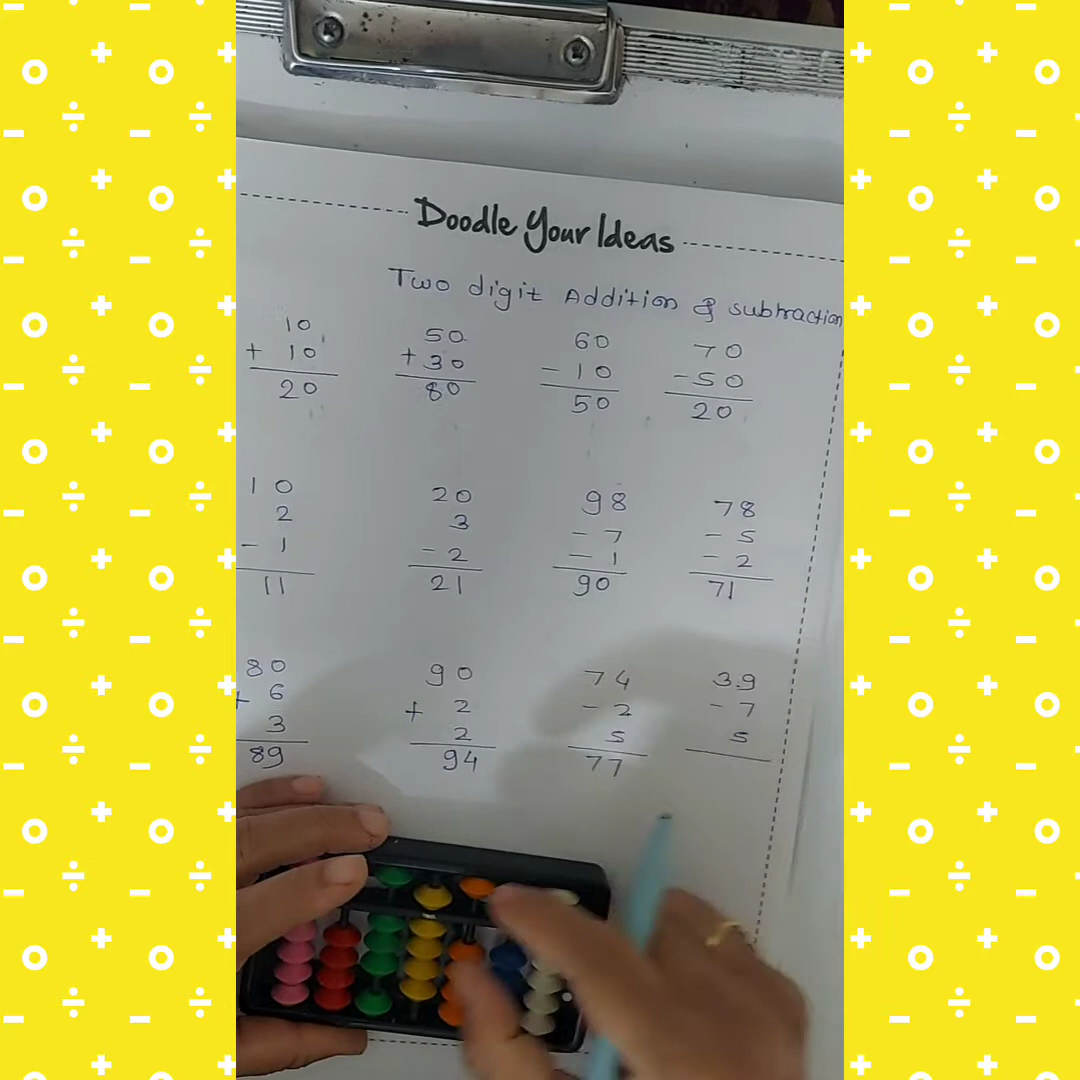 Doodle Your Ideas
Two digit Addition & subtraction
10 50 60 70
+ 10 + 30 - 10 - 50
20 80 50 20
10 20 98 78
2 3 - 7 - 5
- 1 - 2 - 1 - 2
11 21 90 71
80 90 74 39
+ 6 + 2 - 2 - 7
3 2 5 5
89 94 77